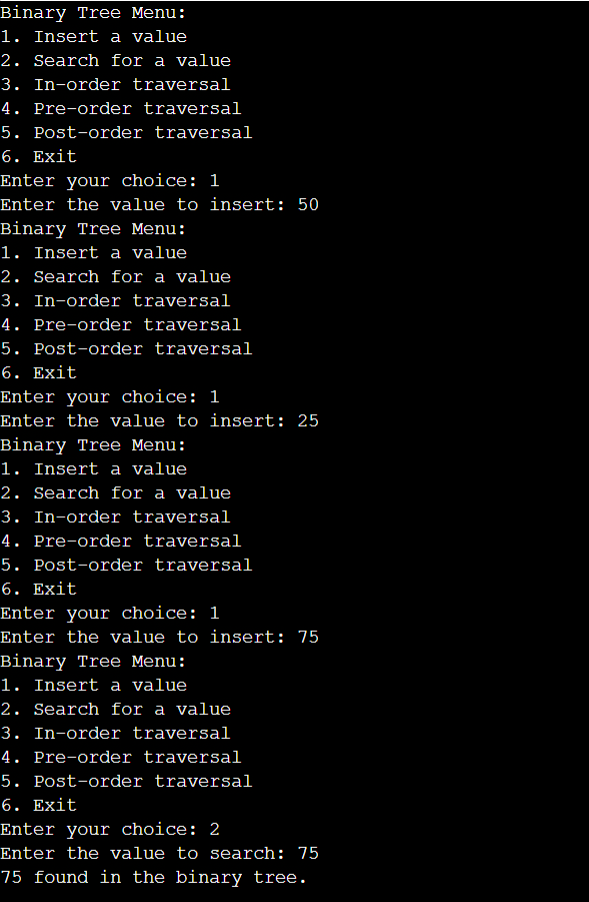 Binary Tree Menu:
1. Insert a value
2. Search for a value
3. In-order traversal
4. Pre-order traversal
5. Post-order traversal
6. Exit
Enter your choice: 1
Enter the value to insert: 50
Binary Tree Menu:
1. Insert a value
2. Search for a value
3. In-order traversal
4. Pre-order traversal
5. Post-order traversal
6. Exit
Enter your choice: 1
Enter the value to insert: 25
Binary Tree Menu:
1. Insert a value
2. Search for a value
3. In-order traversal
4. Pre-order traversal
5. Post-order traversal
6. Exit
Enter your choice: 1
Enter the value to insert: 75
Binary Tree Menu:
1. Insert a value
2. Search for a value
3. In-order traversal
4. Pre-order traversal
5. Post-order traversal
6. Exit
Enter your choice: 2
Enter the value to search: 75
75 found in the binary tree.